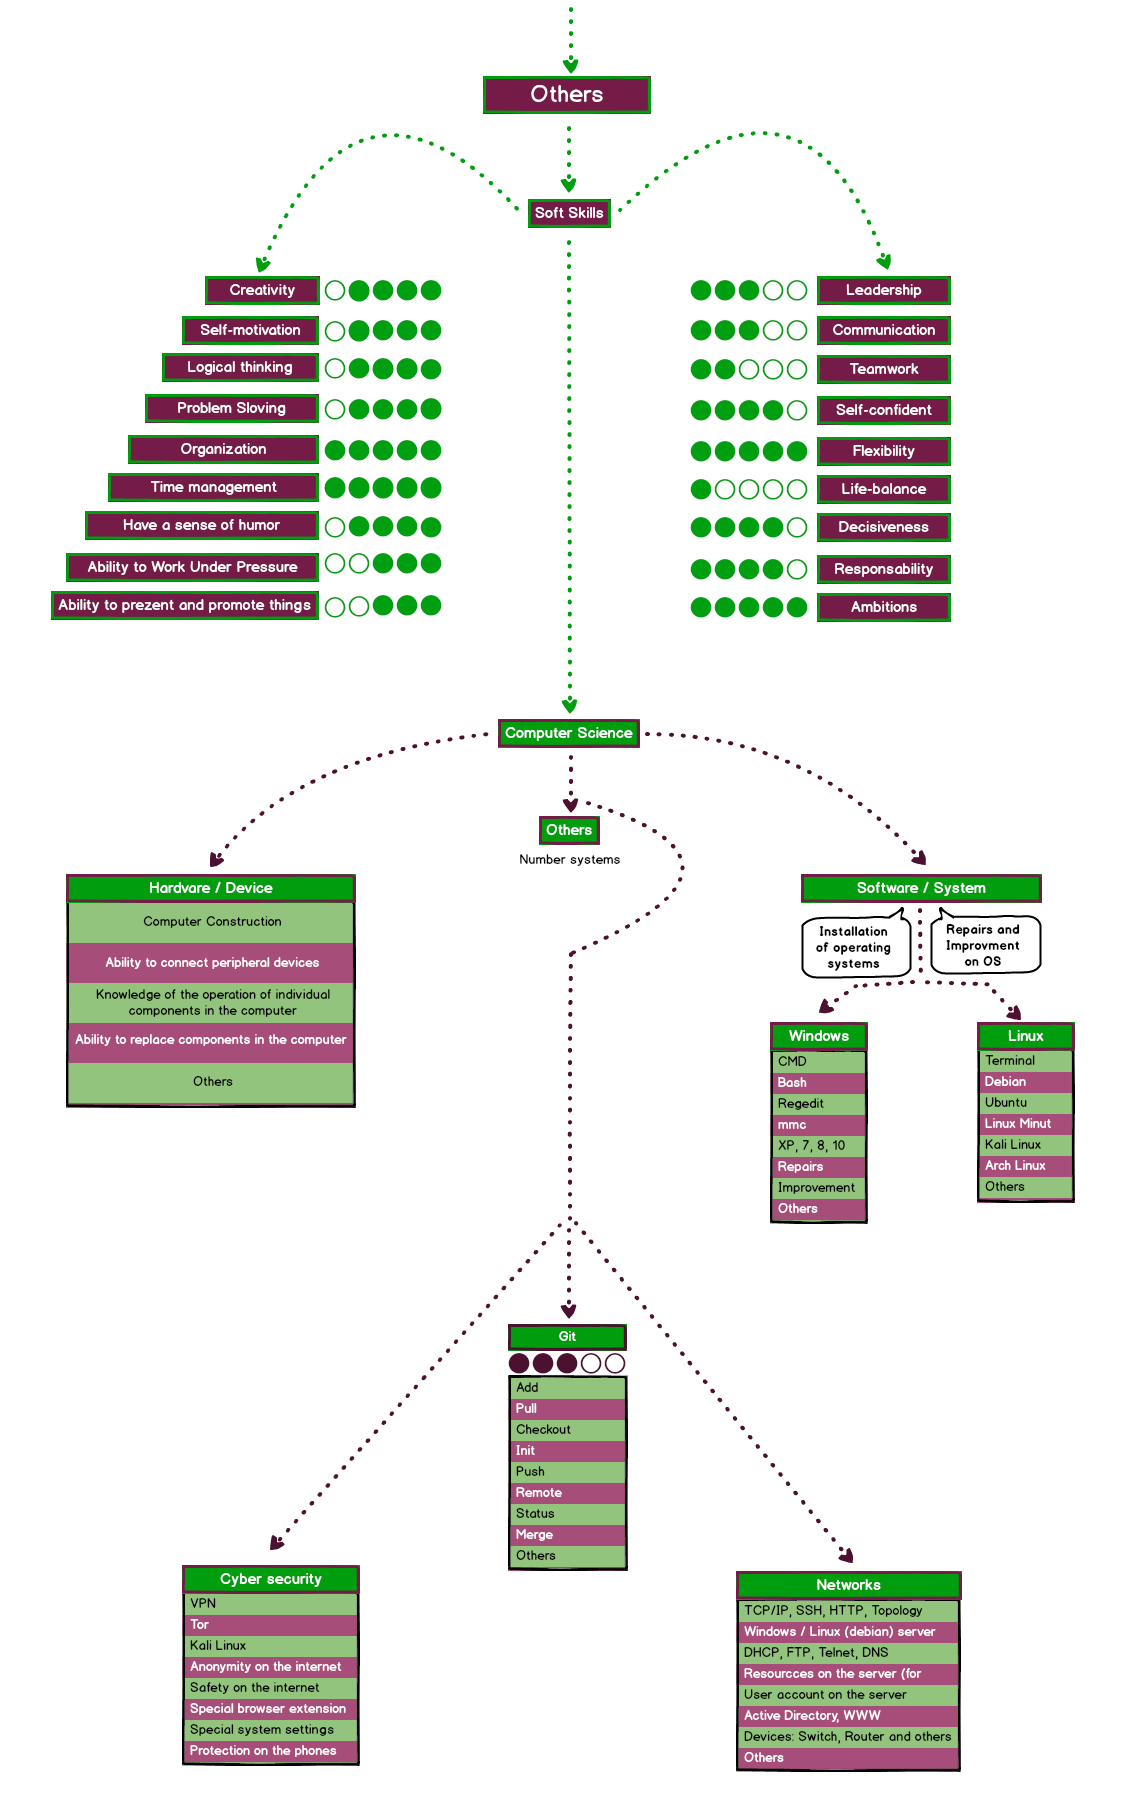 Others
Soft Skills
Creativity
Self-motivation
Logical thinking
Problem Sloving
Organization
Time management
Have a sense of humor
Ability to Work Under Pressure
Ability to prezent and promote things
Leadership
Communication
Teamwork
Self-confident
Flexibility
Life-balance
Decisiveness
Responsability
Ambitions
Computer Science
Others
Number systems
Hardvare / Device
Computer Construction
Ability to connect peripheral devices
Knowledge of the operation of individual
components in the computer
Ability to replace components in the computer
Others
Software / System
Installation
of operating
systems
Repairs and
Improvment
on OS
Windows
CMD
Bash
Regedit
mmc
XP, 7, 8, 10
Repairs
Improvement
Others
Linux
Terminal
Debian
Ubuntu
Linux Minut
Kali Linux
Arch Linux
Others
Git
Add
Pull
Checkout
Init
Push
Remote
Status
Merge
Others
Cyber security
VPN
Tor
Kali Linux
Anonymity on the internet
Safety on the internet
Special browser extension
Special system settings
Protection on the phones
Networks
TCP/IP, SSH, HTTP, Topology
Windows / Linux (debian) server
DHCP, FTP, Telnet, DNS
Resourcces on the server (for
User account on the server
Active Directory, WWW
Devices: Switch, Router and others
Others